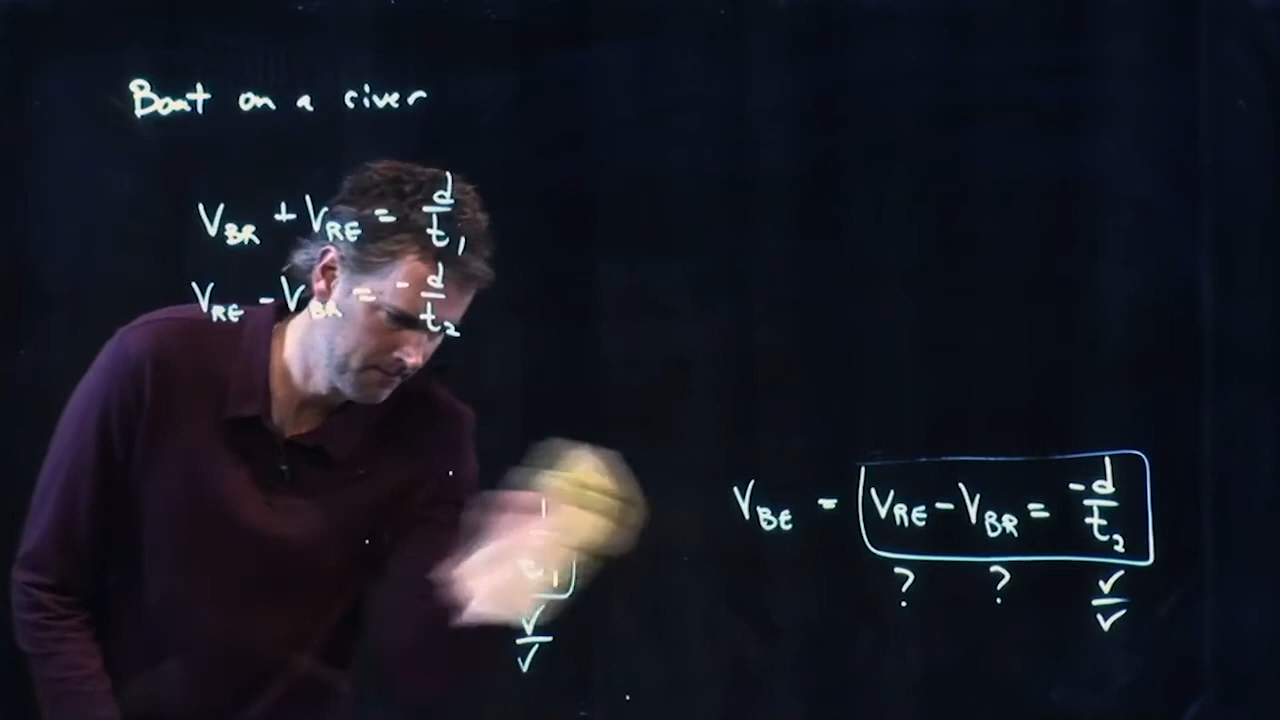 Boat on a river
V_BR + V_RE = d/t_1
V_RE - V_BR = -d/t_2
V_BE = V_RE - V_BR = -d/t_2
? ? ✓/✓
✓/✓